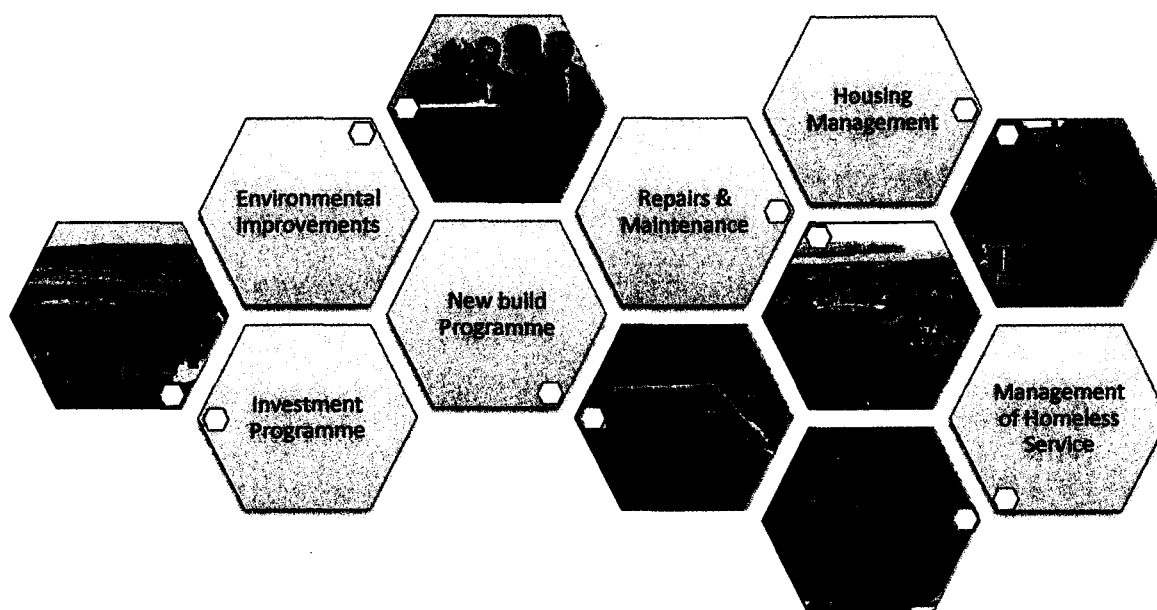 Housing
Management
Environmental
Improvements
Repairs &
Maintenance
New build
Programme
Investment
Programme
Management
of Homeless
Service